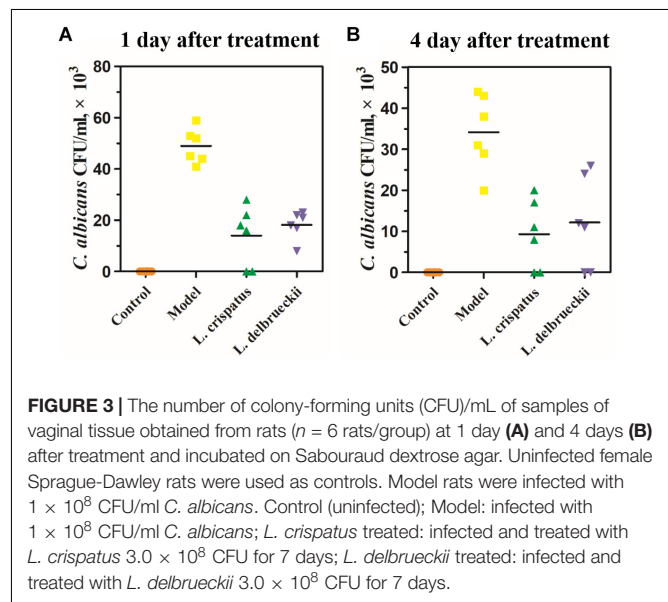 A 1 day after treatment
80
60
40
20
0
C. albicans CFU/ml, × 10³
Control
Model
L. crispatus
L. delbrueckii
B 4 day after treatment
50
40
30
20
10
0
C. albicans CFU/ml, × 10³
Control
Model
L. crispatus
L. delbrueckii
FIGURE 3 | The number of colony-forming units (CFU)/mL of samples of
vaginal tissue obtained from rats (n = 6 rats/group) at 1 day (A) and 4 days (B)
after treatment and incubated on Sabouraud dextrose agar. Uninfected female
Sprague-Dawley rats were used as controls. Model rats were infected with
1 × 10⁸ CFU/ml C. albicans. Control (uninfected); Model: infected with
1 × 10⁸ CFU/ml C. albicans; L. crispatus treated: infected and treated with
L. crispatus 3.0 × 10⁸ CFU for 7 days; L. delbrueckii treated: infected and
treated with L. delbrueckii 3.0 × 10⁸ CFU for 7 days.